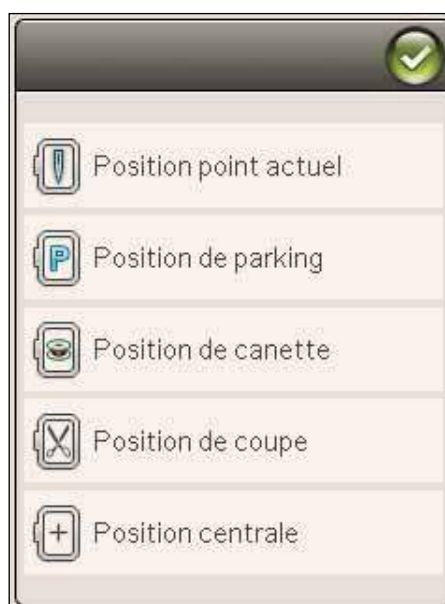 Position point actuel
P Position de parking
Position de canette
Position de coupe
Position centrale